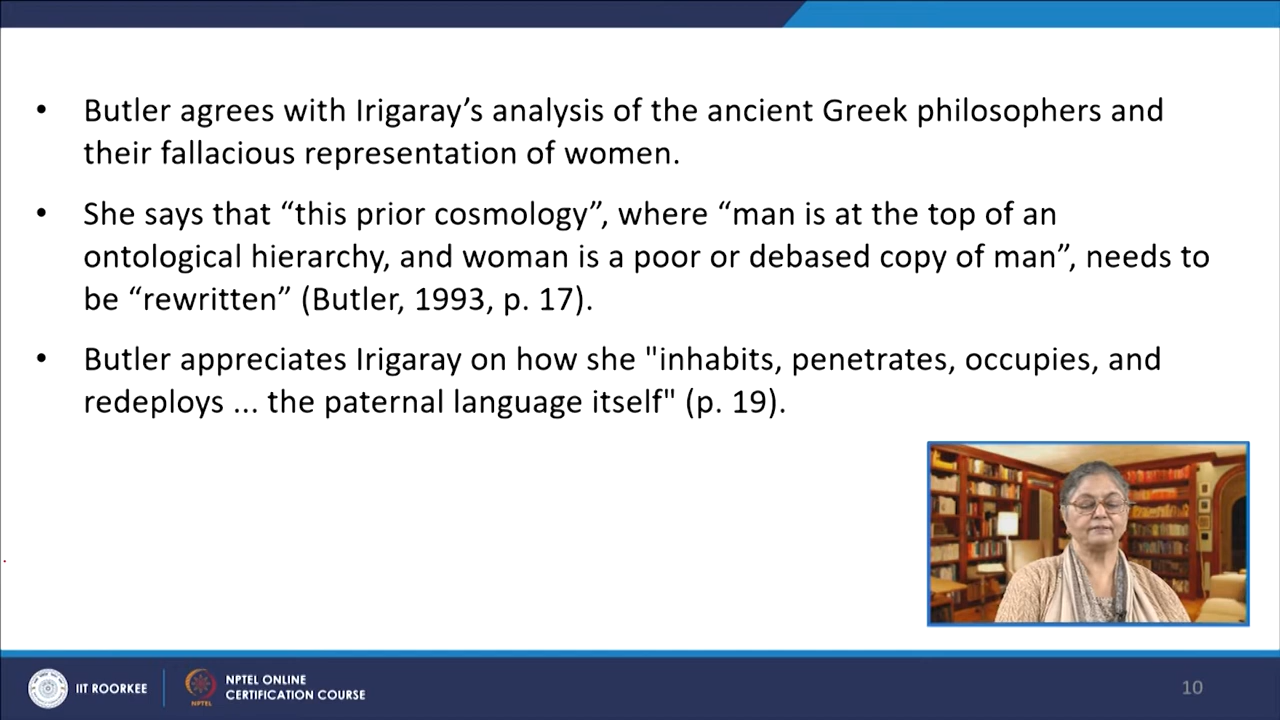 • Butler agrees with Irigaray’s analysis of the ancient Greek philosophers and
their fallacious representation of women.
• She says that “this prior cosmology”, where “man is at the top of an
ontological hierarchy, and woman is a poor or debased copy of man”, needs to
be “rewritten” (Butler, 1993, p. 17).
• Butler appreciates Irigaray on how she "inhabits, penetrates, occupies, and
redeploys ... the paternal language itself" (p. 19).
IIT ROORKEE
NPTEL
NPTEL ONLINE
CERTIFICATION COURSE
10